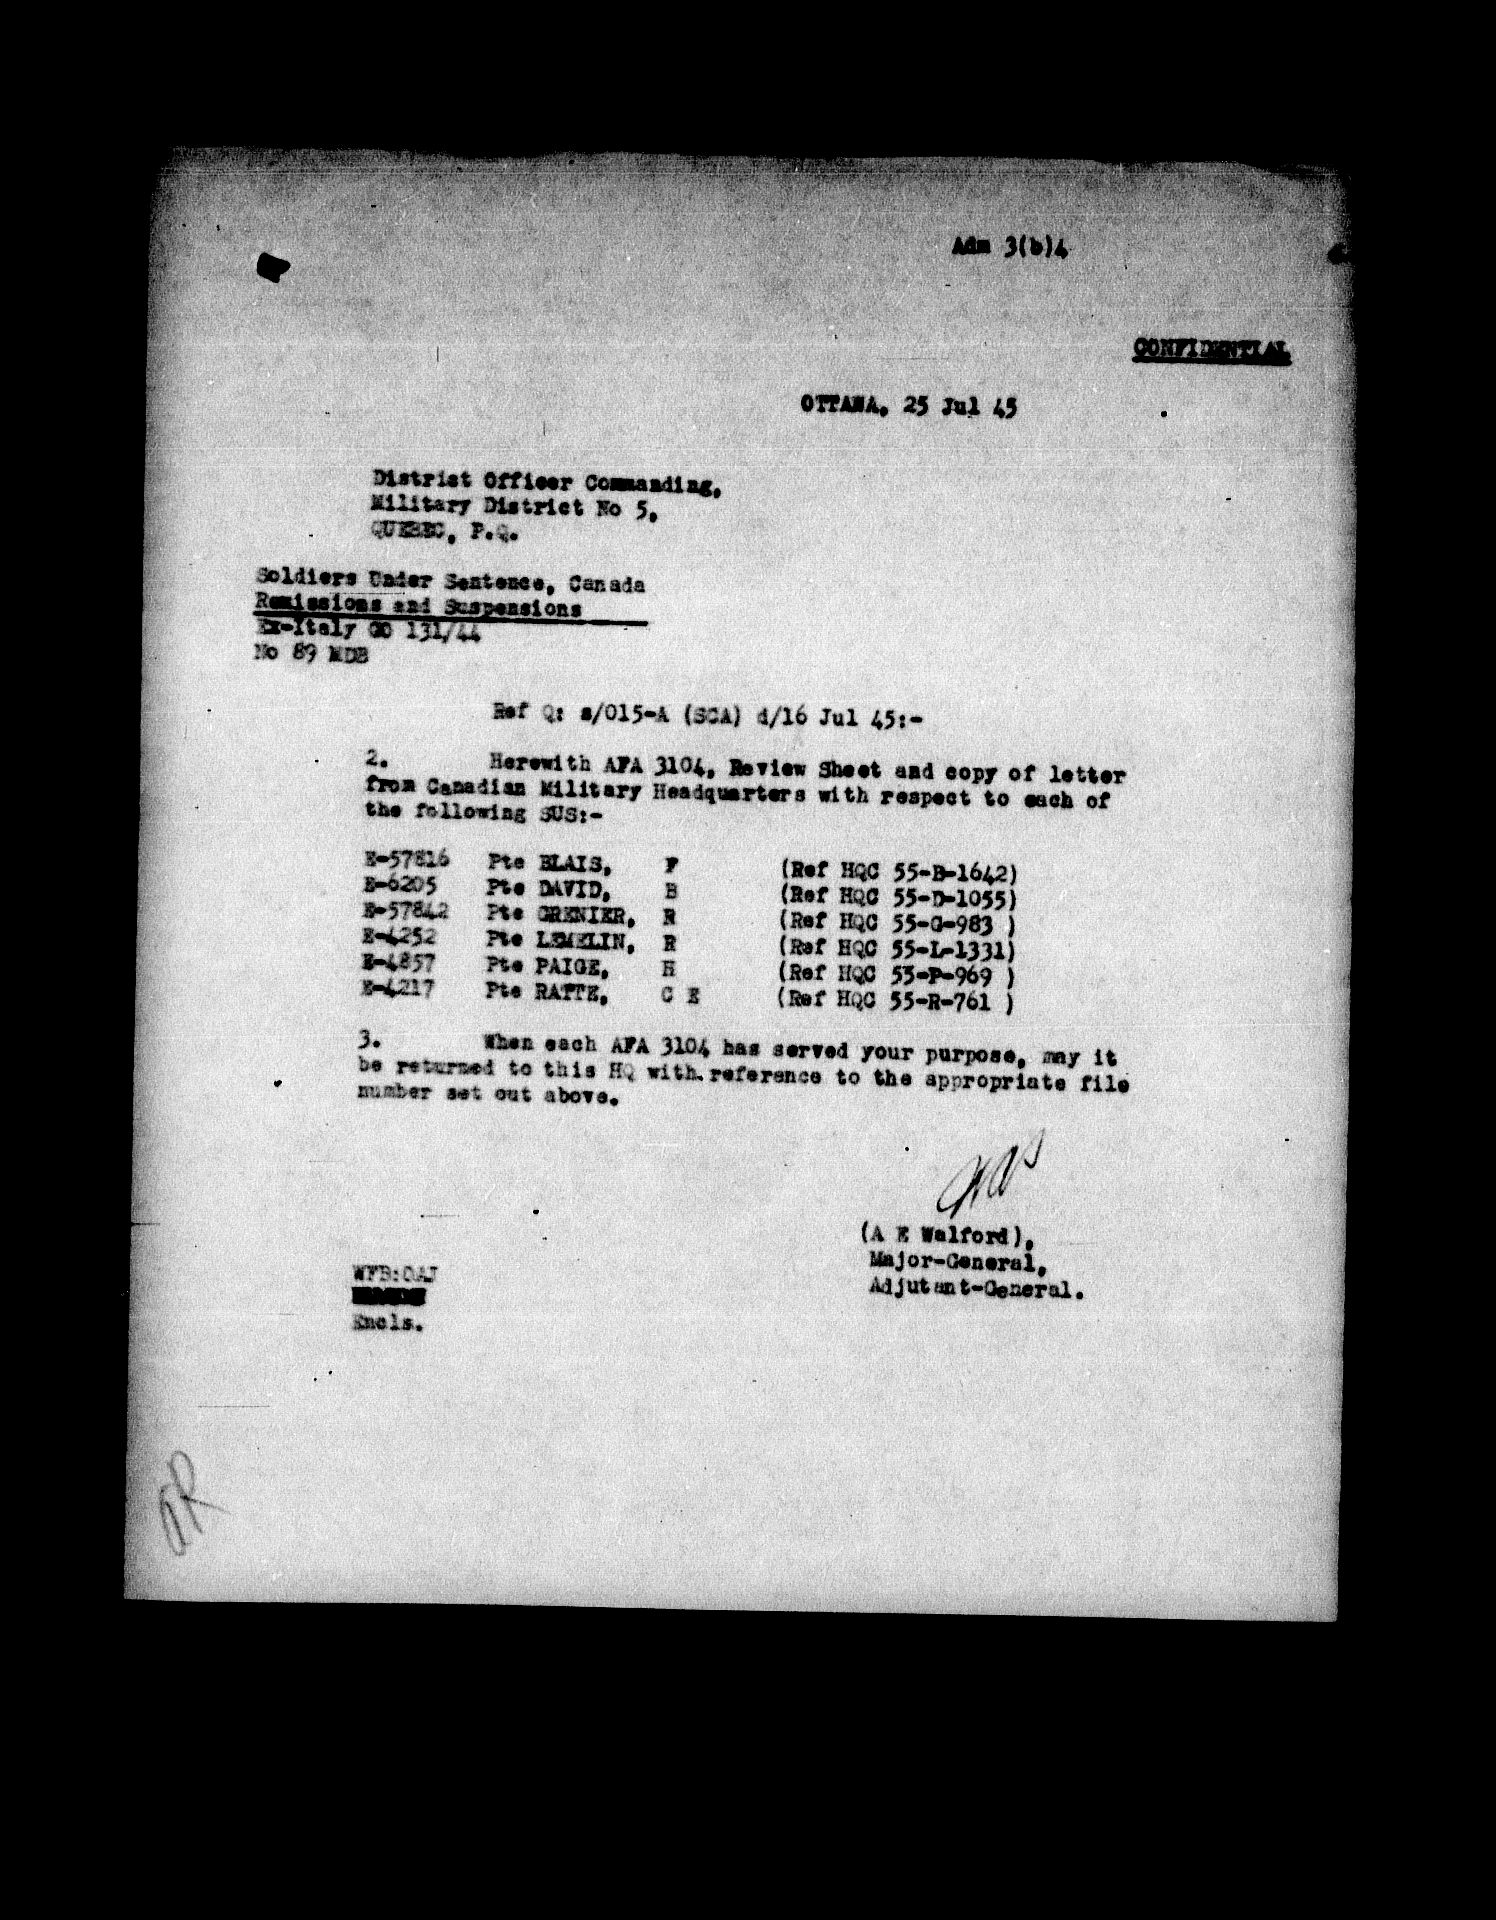 Adm 3(b)4
CONFIDENTIAL
OTTAWA, 25 Jul 45
District Officer Commanding,
Military District No 5,
QUEBEC, P.Q.
Soldiers Under Sentence, Canada
Remissions and Suspensions
Ex-Italy GO 131/44
No 89 MDB
Ref Q: s/015-A (SCA) d/16 Jul 45:-
2. Herewith AFA 3104, Review Sheet and copy of letter
from Canadian Military Headquarters with respect to each of
the following SUS:-
E-57816 Pte BLAIS, F (Ref HQC 55-B-1642)
E-6205 Pte DAVID, B (Ref HQC 55-D-1055)
E-57842 Pte GRENIER, R (Ref HQC 55-G-983 )
E-4252 Pte LEMELIN, R (Ref HQC 55-L-1331)
E-4857 Pte PAIGE, H (Ref HQC 55-P-969 )
E-4217 Pte RATTE, C E (Ref HQC 55-R-761 )
3. When each AFA 3104 has served your purpose, may it
be returned to this HQ with reference to the appropriate file
number set out above.
(A E Walford),
Major-General,
Adjutant-General.
WFB:OAJ
Encls.